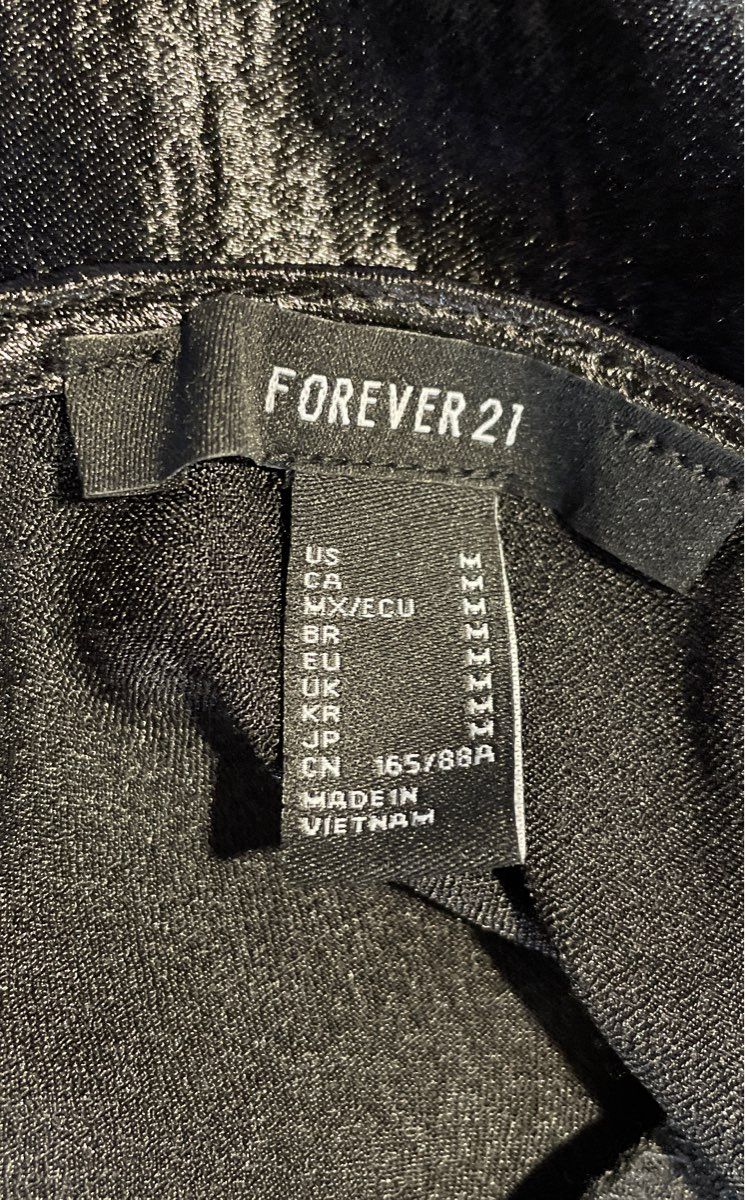 FOREVER 21
US M
CA M
MX/ECU M
BR M
EU M
UK M
KR M
JP M
CN 165/88A
MADE IN
VIETNAM